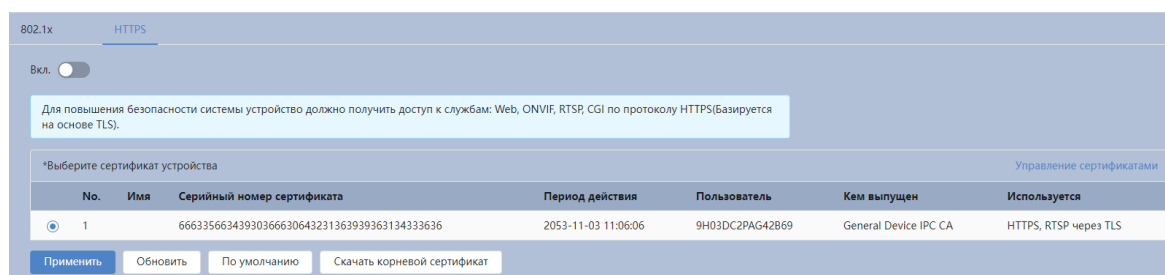 802.1x HTTPS
Вкл.
Для повышения безопасности системы устройство должно получить доступ к службам: Web, ONVIF, RTSP, CGI по протоколу HTTPS(Базируется
на основе TLS).
*Выберите сертификат устройства Управление сертификатами
No. Имя Серийный номер сертификата Период действия Пользователь Кем выпущен Используется
1 66633566343930366630643231363939363134333636 2053-11-03 11:06:06 9H03DC2PAG42B69 General Device IPC CA HTTPS, RTSP через TLS
Применить Обновить По умолчанию Скачать корневой сертификат